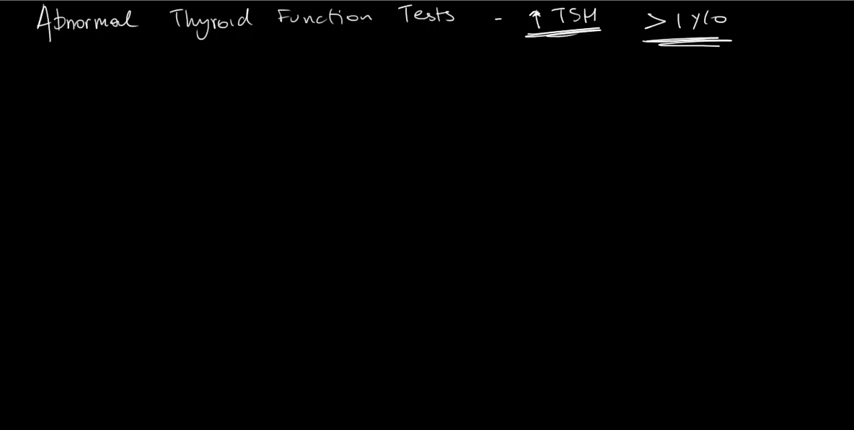 Abnormal Thyroid Function Tests - ↑ TSH > 1 y/o